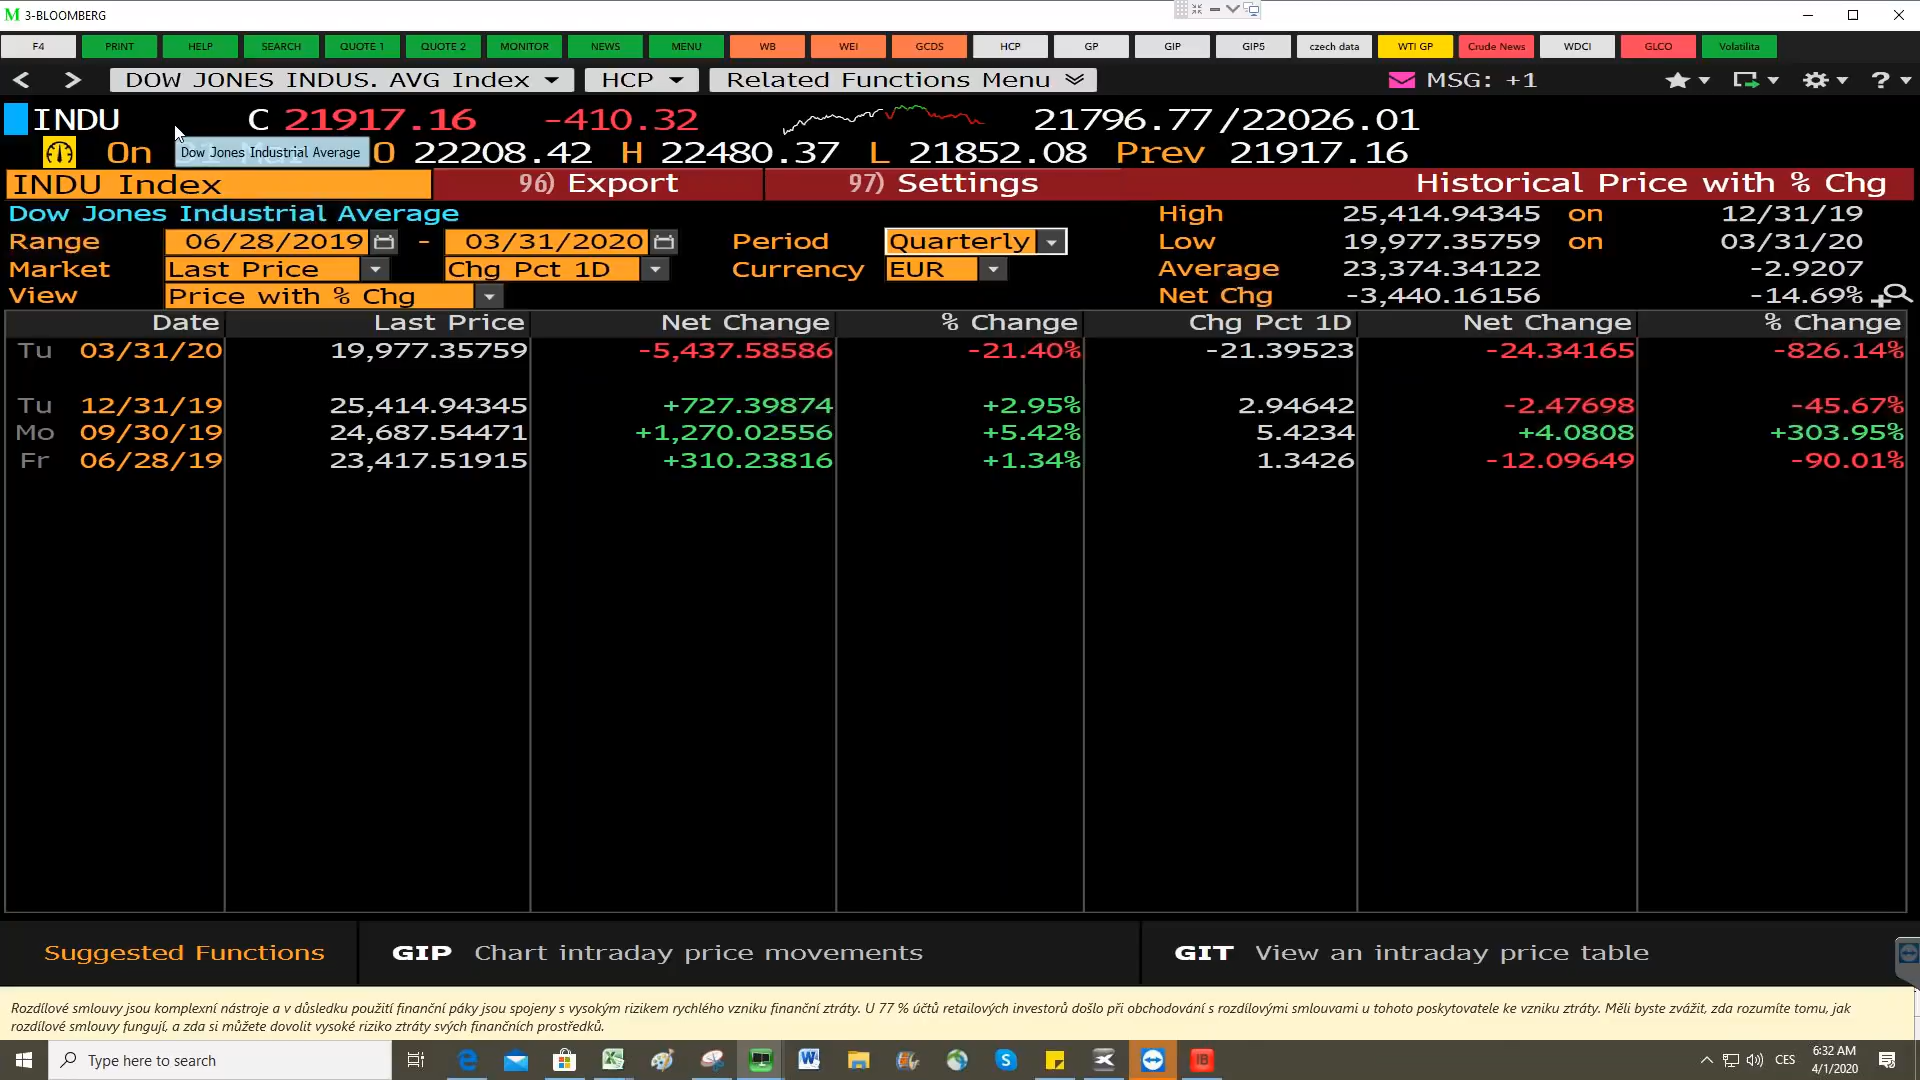 3-BLOOMBERG
F4 PRINT HELP SEARCH QUOTE 1 QUOTE 2 MONITOR NEWS MENU WB WEI GCDS HCP GP GIP GIP5 czech data WTI GP Crude News WDCI GLCO Volatilita
< > DOW JONES INDUS. AVG Index HCP Related Functions Menu MSG: +1 ?
INDU C 21917.16 -410.32 21796.77/22026.01
On Dow Jones Industrial Average O 22208.42 H 22480.37 L 21852.08 Prev 21917.16
INDU Index 96) Export 97) Settings Historical Price with % Chg
Dow Jones Industrial Average High 25,414.94345 on 12/31/19
Range 06/28/2019 - 03/31/2020 Period Quarterly Low 19,977.35759 on 03/31/20
Market Last Price Chg Pct 1D Currency EUR Average 23,374.34122 -2.9207
View Price with % Chg Net Chg -3,440.16156 -14.69%
Date Last Price Net Change % Change Chg Pct 1D Net Change % Change
Tu 03/31/20 19,977.35759 -5,437.58586 -21.40% -21.39523 -24.34165 -826.14%
Tu 12/31/19 25,414.94345 +727.39874 +2.95% 2.94642 -2.47698 -45.67%
Mo 09/30/19 24,687.54471 +1,270.02556 +5.42% 5.4234 +4.0808 +303.95%
Fr 06/28/19 23,417.51915 +310.23816 +1.34% 1.3426 -12.09649 -90.01%
Suggested Functions GIP Chart intraday price movements GIT View an intraday price table
Rozdílové smlouvy jsou komplexní nástroje a v důsledku použití finanční páky jsou spojeny s vysokým rizikem rychlého vzniku finanční ztráty. U 77 % účtů retailových investorů došlo při obchodování s rozdílovými smlouvami u tohoto poskytovatele ke vzniku ztráty. Měli byste zvážit, zda rozumíte tomu, jak
rozdílové smlouvy fungují, a zda si můžete dovolit vysoké riziko ztráty svých finančních prostředků.
Type here to search CES 6:32 AM
4/1/2020